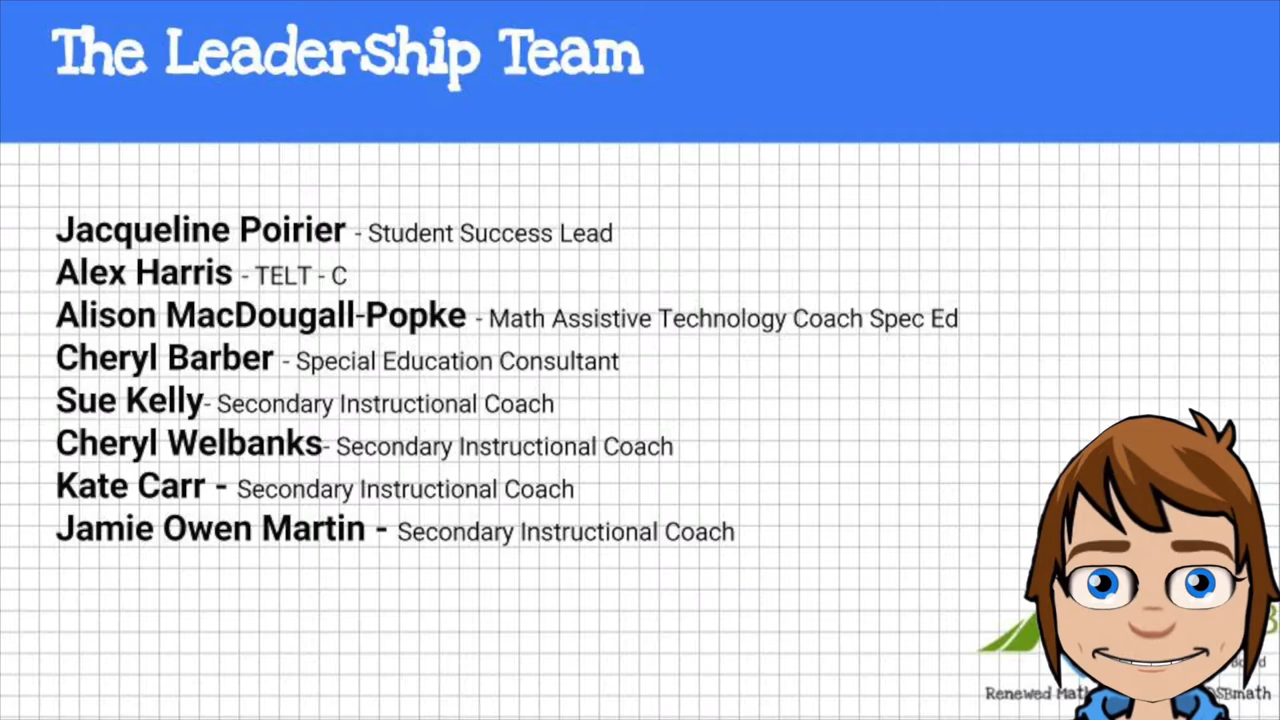 The Leadership Team
Jacqueline Poirier - Student Success Lead
Alex Harris - TELT - C
Alison MacDougall-Popke - Math Assistive Technology Coach Spec Ed
Cheryl Barber - Special Education Consultant
Sue Kelly- Secondary Instructional Coach
Cheryl Welbanks- Secondary Instructional Coach
Kate Carr - Secondary Instructional Coach
Jamie Owen Martin - Secondary Instructional Coach
Renewed Math